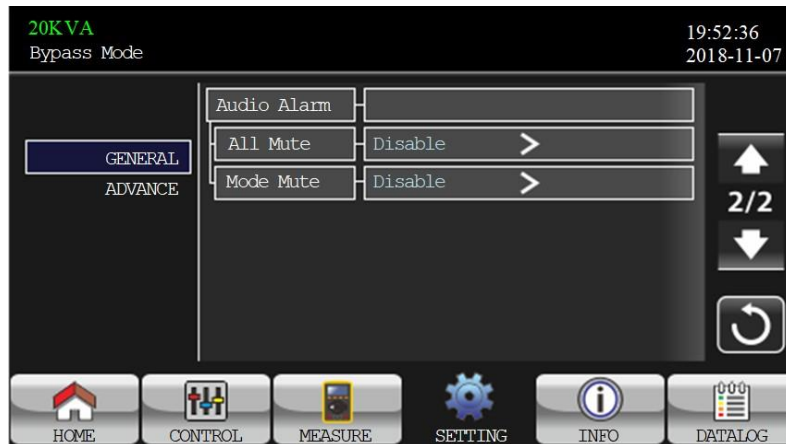 20KVA
19:52:36
Bypass Mode
2018-11-07
Audio Alarm
GENERAL
All Mute
Disable
ADVANCE
Mode Mute
Disable
2/2
HOME
CONTROL
MEASURE
SETTING
INFO
DATALOG